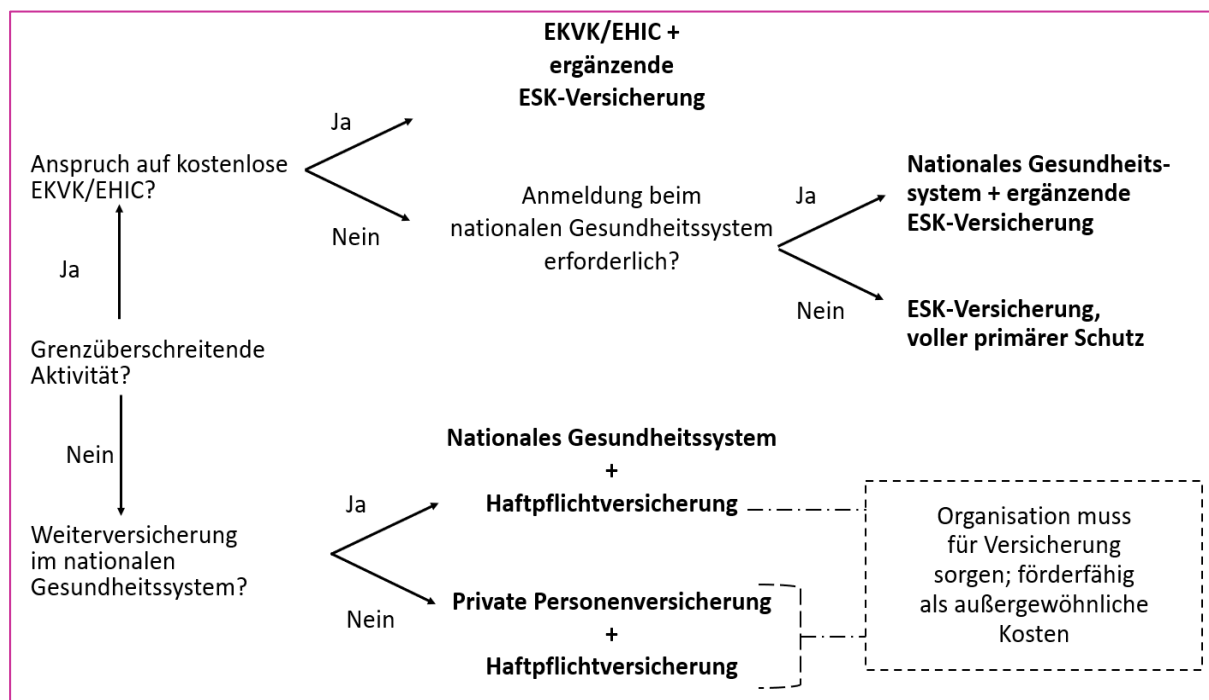 EKVK/EHIC +
ergänzende
ESK-Versicherung
Ja
Anspruch auf kostenlose
EKVK/EHIC?
Nein
Anmeldung beim
nationalen Gesundheitssystem
erforderlich?
Ja
Nationales Gesundheits-
system + ergänzende
ESK-Versicherung
Nein
ESK-Versicherung,
voller primärer Schutz
Ja
Grenzüberschreitende
Aktivität?
Nein
Weiterversicherung
im nationalen
Gesundheitssystem?
Ja
Nationales Gesundheitssystem
+
Haftpflichtversicherung
Nein
Private Personenversicherung
+
Haftpflichtversicherung
Organisation muss
für Versicherung
sorgen; förderfähig
als außergewöhnliche
Kosten